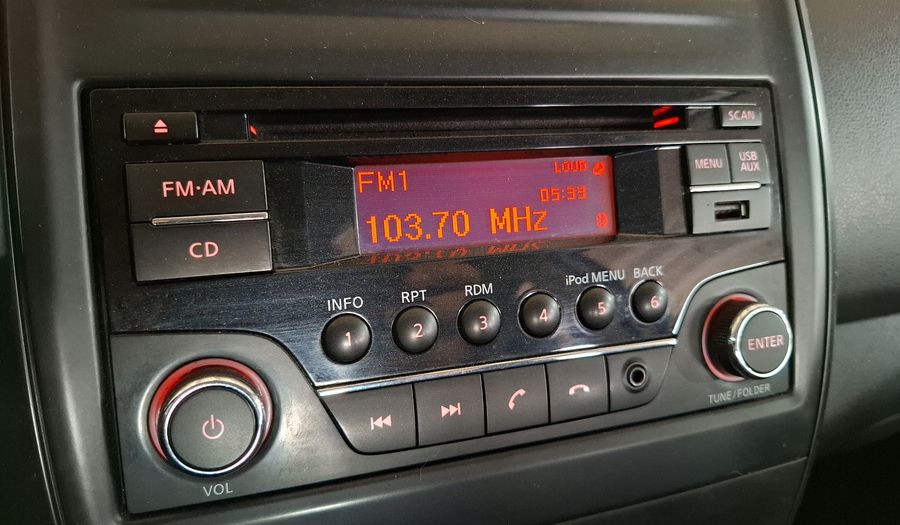 SCAN
FM·AM
CD
FM1
LOUD
05:33
103.70 MHz
MENU
USB AUX
INFO
RPT
RDM
iPod MENU
BACK
1
2
3
4
5
6
ENTER
TUNE/FOLDER
VOL